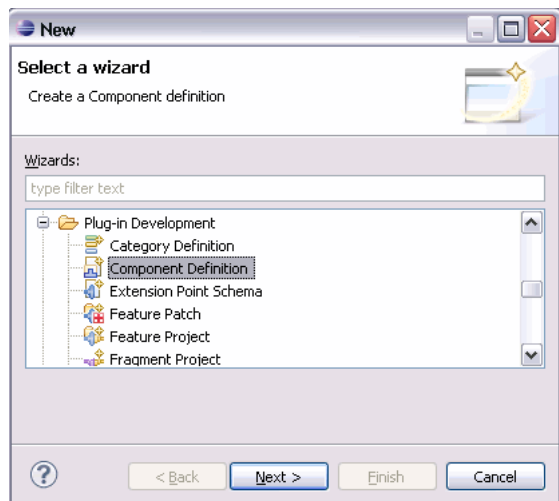 New
Select a wizard
Create a Component definition
Wizards:
type filter text
Plug-in Development
Category Definition
Component Definition
Extension Point Schema
Feature Patch
Feature Project
Fragment Project
? < Back Next > Finish Cancel